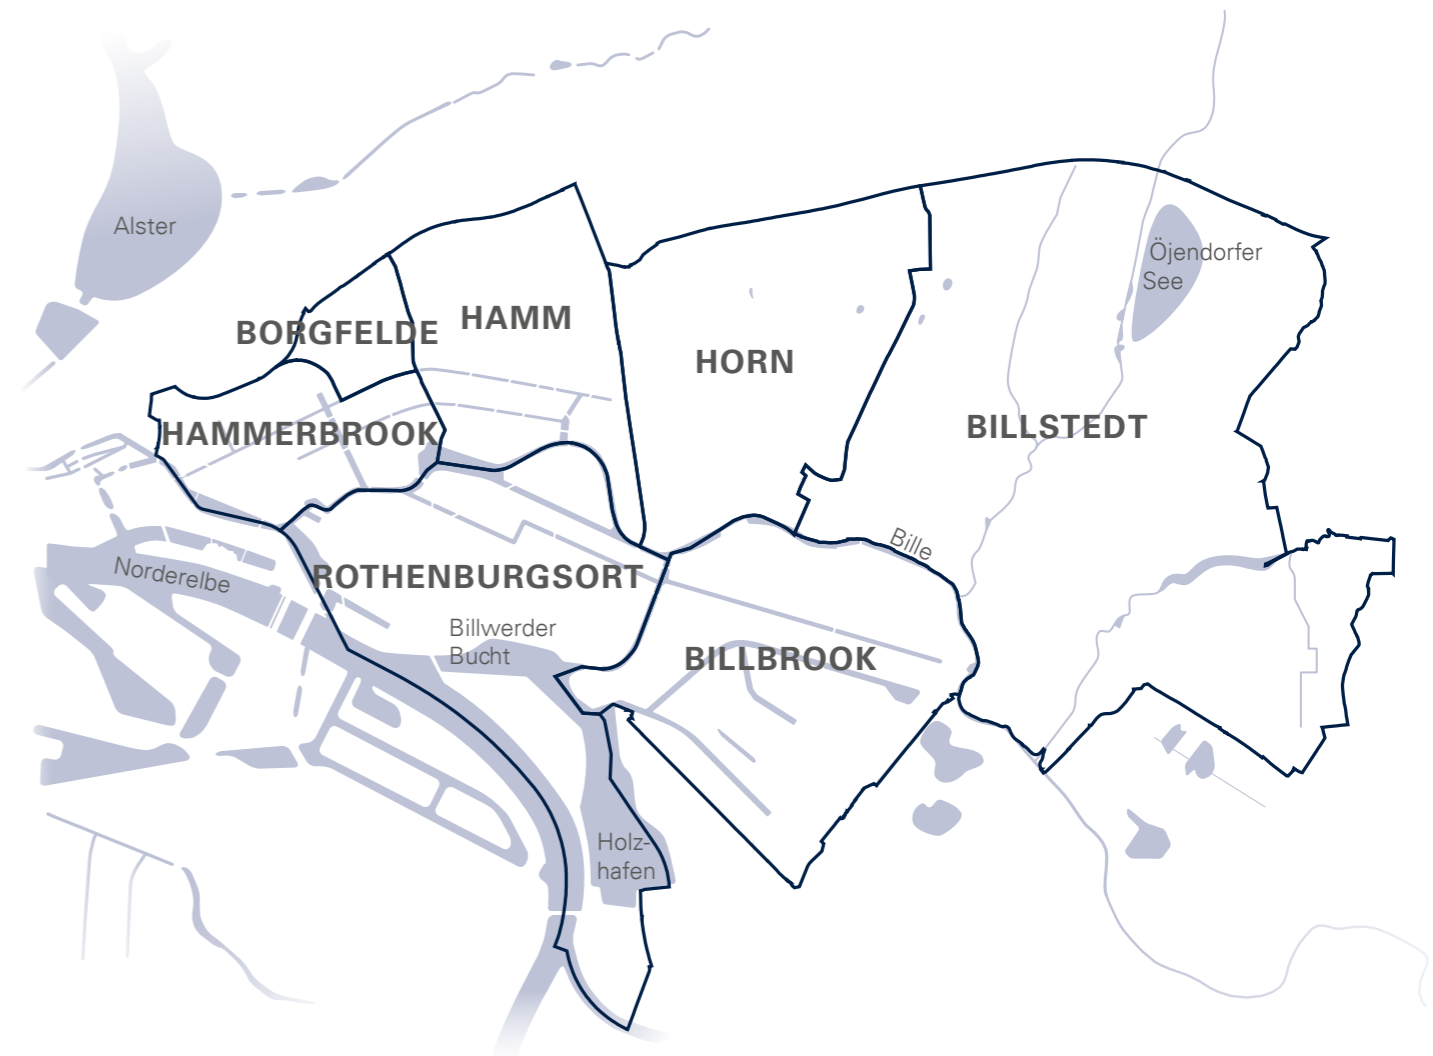 Alster
Öjendorfer
See
BORGFELDE
HAMM
HORN
HAMMERBROOK
BILLSTEDT
Bille
Norderelbe
ROTHENBURGSORT
Billwerder
Bucht
BILLBROOK
Holz-
hafen